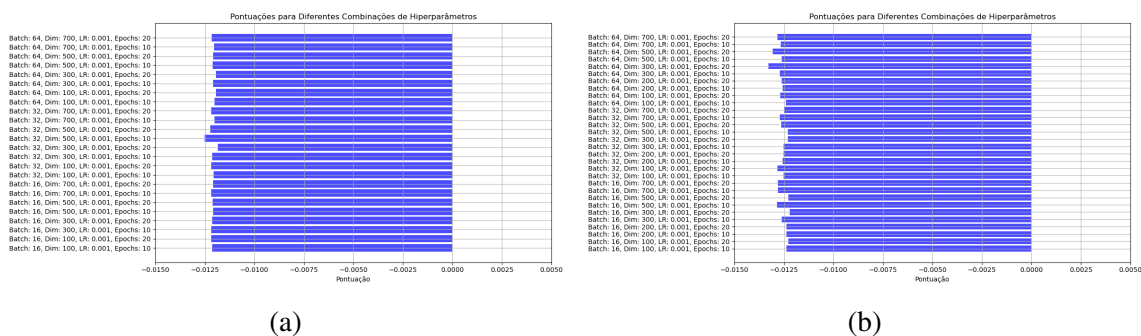 Pontuações para Diferentes Combinações de Hiperparâmetros
Batch: 64, Dim: 700, LR: 0.001, Epochs: 20
Batch: 64, Dim: 700, LR: 0.001, Epochs: 10
Batch: 64, Dim: 500, LR: 0.001, Epochs: 20
Batch: 64, Dim: 500, LR: 0.001, Epochs: 10
Batch: 64, Dim: 300, LR: 0.001, Epochs: 20
Batch: 64, Dim: 300, LR: 0.001, Epochs: 10
Batch: 64, Dim: 100, LR: 0.001, Epochs: 20
Batch: 64, Dim: 100, LR: 0.001, Epochs: 10
Batch: 32, Dim: 700, LR: 0.001, Epochs: 20
Batch: 32, Dim: 700, LR: 0.001, Epochs: 10
Batch: 32, Dim: 500, LR: 0.001, Epochs: 20
Batch: 32, Dim: 500, LR: 0.001, Epochs: 10
Batch: 32, Dim: 300, LR: 0.001, Epochs: 20
Batch: 32, Dim: 300, LR: 0.001, Epochs: 10
Batch: 32, Dim: 100, LR: 0.001, Epochs: 20
Batch: 32, Dim: 100, LR: 0.001, Epochs: 10
Batch: 16, Dim: 700, LR: 0.001, Epochs: 20
Batch: 16, Dim: 700, LR: 0.001, Epochs: 10
Batch: 16, Dim: 500, LR: 0.001, Epochs: 20
Batch: 16, Dim: 500, LR: 0.001, Epochs: 10
Batch: 16, Dim: 300, LR: 0.001, Epochs: 20
Batch: 16, Dim: 300, LR: 0.001, Epochs: 10
Batch: 16, Dim: 100, LR: 0.001, Epochs: 20
Batch: 16, Dim: 100, LR: 0.001, Epochs: 10
−0.0150 −0.0125 −0.0100 −0.0075 −0.0050 −0.0025 0.0000 0.0025 0.0050
Pontuação
(a)
Pontuações para Diferentes Combinações de Hiperparâmetros
Batch: 64, Dim: 700, LR: 0.001, Epochs: 20
Batch: 64, Dim: 700, LR: 0.001, Epochs: 10
Batch: 64, Dim: 500, LR: 0.001, Epochs: 20
Batch: 64, Dim: 500, LR: 0.001, Epochs: 10
Batch: 64, Dim: 300, LR: 0.001, Epochs: 20
Batch: 64, Dim: 300, LR: 0.001, Epochs: 10
Batch: 64, Dim: 200, LR: 0.001, Epochs: 20
Batch: 64, Dim: 200, LR: 0.001, Epochs: 10
Batch: 64, Dim: 100, LR: 0.001, Epochs: 20
Batch: 64, Dim: 100, LR: 0.001, Epochs: 10
Batch: 32, Dim: 700, LR: 0.001, Epochs: 20
Batch: 32, Dim: 700, LR: 0.001, Epochs: 10
Batch: 32, Dim: 500, LR: 0.001, Epochs: 20
Batch: 32, Dim: 500, LR: 0.001, Epochs: 10
Batch: 32, Dim: 300, LR: 0.001, Epochs: 20
Batch: 32, Dim: 300, LR: 0.001, Epochs: 10
Batch: 32, Dim: 200, LR: 0.001, Epochs: 20
Batch: 32, Dim: 200, LR: 0.001, Epochs: 10
Batch: 32, Dim: 100, LR: 0.001, Epochs: 20
Batch: 32, Dim: 100, LR: 0.001, Epochs: 10
Batch: 16, Dim: 700, LR: 0.001, Epochs: 20
Batch: 16, Dim: 700, LR: 0.001, Epochs: 10
Batch: 16, Dim: 500, LR: 0.001, Epochs: 20
Batch: 16, Dim: 500, LR: 0.001, Epochs: 10
Batch: 16, Dim: 300, LR: 0.001, Epochs: 20
Batch: 16, Dim: 300, LR: 0.001, Epochs: 10
Batch: 16, Dim: 200, LR: 0.001, Epochs: 20
Batch: 16, Dim: 200, LR: 0.001, Epochs: 10
Batch: 16, Dim: 100, LR: 0.001, Epochs: 20
Batch: 16, Dim: 100, LR: 0.001, Epochs: 10
−0.0150 −0.0125 −0.0100 −0.0075 −0.0050 −0.0025 0.0000 0.0025 0.0050
Pontuação
(b)